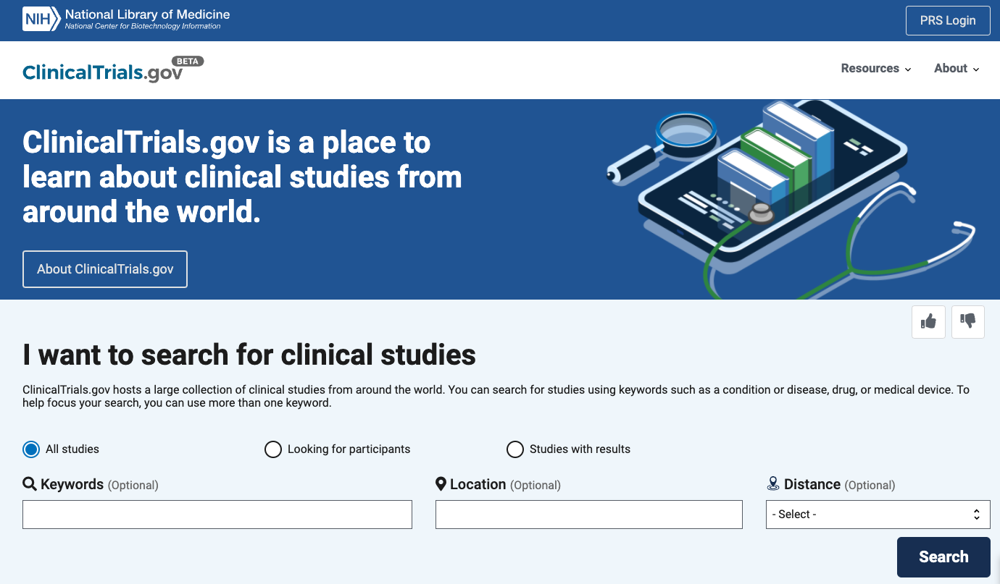 NIH National Library of Medicine
National Center for Biotechnology Information
PRS Login
ClinicalTrials.gov BETA
Resources
About
ClinicalTrials.gov is a place to
learn about clinical studies from
around the world.
About ClinicalTrials.gov
I want to search for clinical studies
ClinicalTrials.gov hosts a large collection of clinical studies from around the world. You can search for studies using keywords such as a condition or disease, drug, or medical device. To
help focus your search, you can use more than one keyword.
All studies
Looking for participants
Studies with results
Keywords (Optional)
Location (Optional)
Distance (Optional)
- Select -
Search